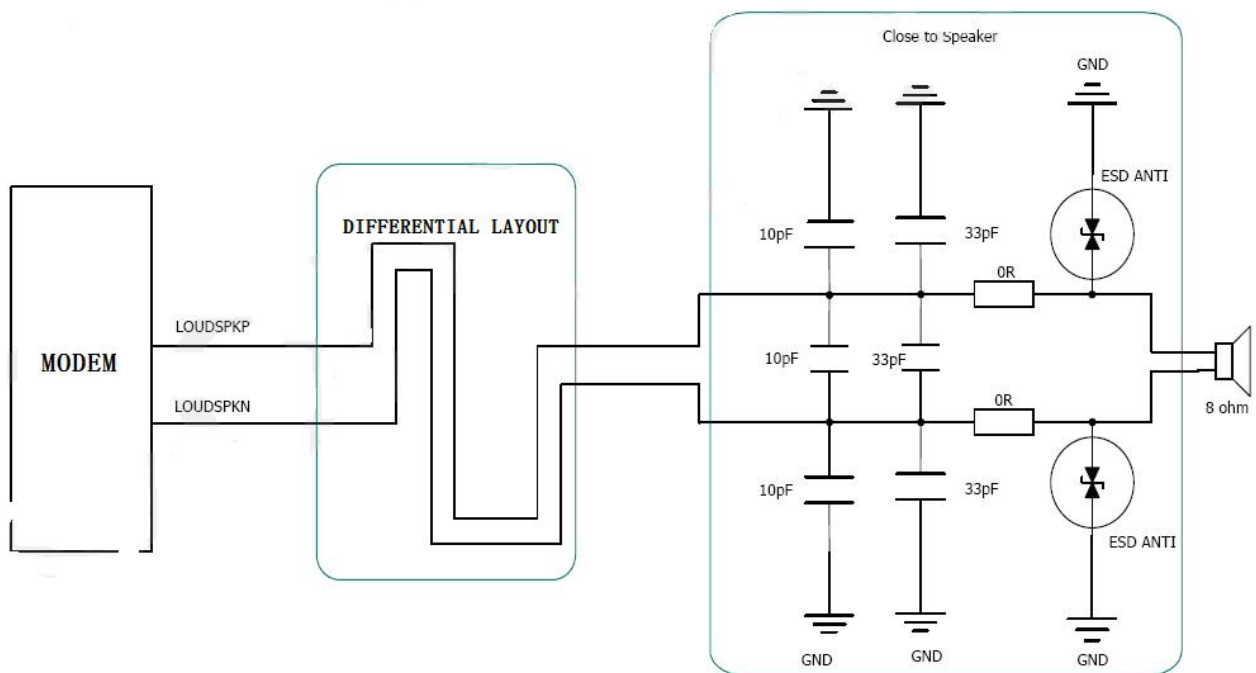 Close to Speaker
GND
ESD ANTI
DIFFERENTIAL LAYOUT
10pF
33pF
0R
LOUDSPKP
MODEM
10pF
33pF
LOUDSPKN
0R
8 ohm
10pF
33pF
ESD ANTI
GND
GND
GND